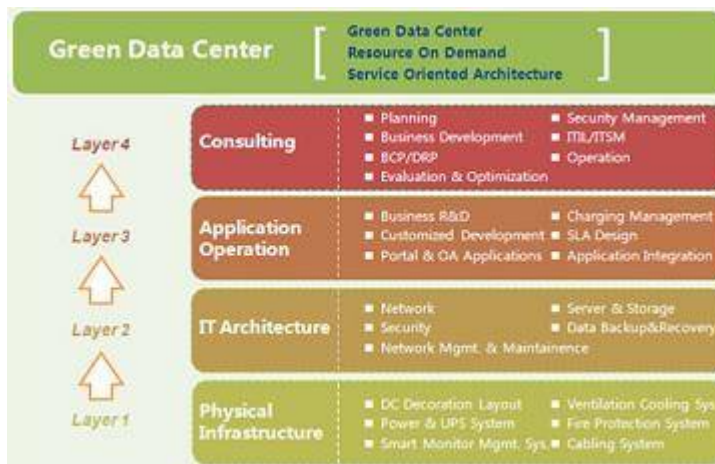 Green Data Center
Green Data Center
Resource On Demand
Service Oriented Architecture
Layer 4
Consulting
Planning
Business Development
BCP/DRP
Evaluation & Optimization
Security Management
ITIL/ITSM
Operation
Layer 3
Application
Operation
Business R&D
Customized Development
Portal & OA Applications
Charging Management
SLA Design
Application Integration
Layer 2
IT Architecture
Network
Security
Network Mgmt. & Maintainence
Server & Storage
Data Backup&Recovery
Layer 1
Physical
Infrastructure
DC Decoration Layout
Power & UPS System
Smart Monitor Mgmt. Sys.
Ventilation Cooling Sys
Fire Protection System
Cabling System